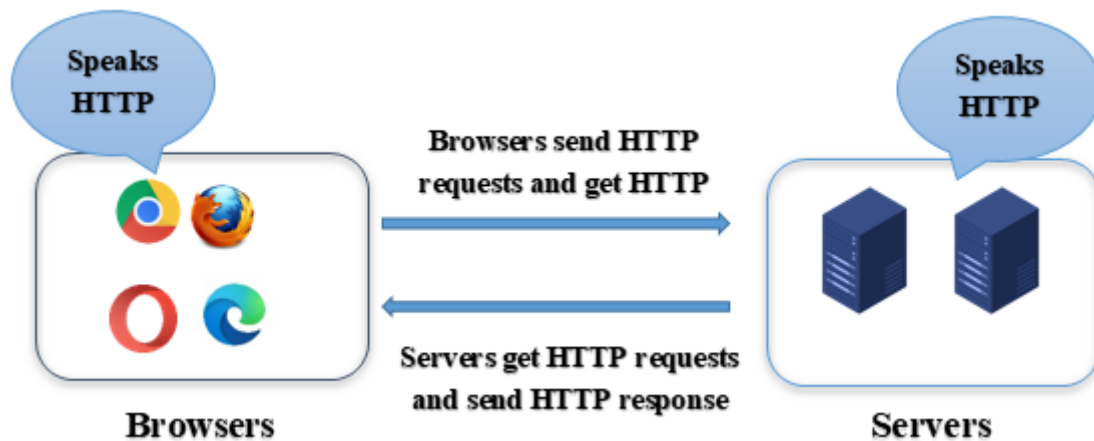 Speaks
HTTP
Speaks
HTTP
Browsers send HTTP
requests and get HTTP
Servers get HTTP requests
and send HTTP response
Browsers
Servers